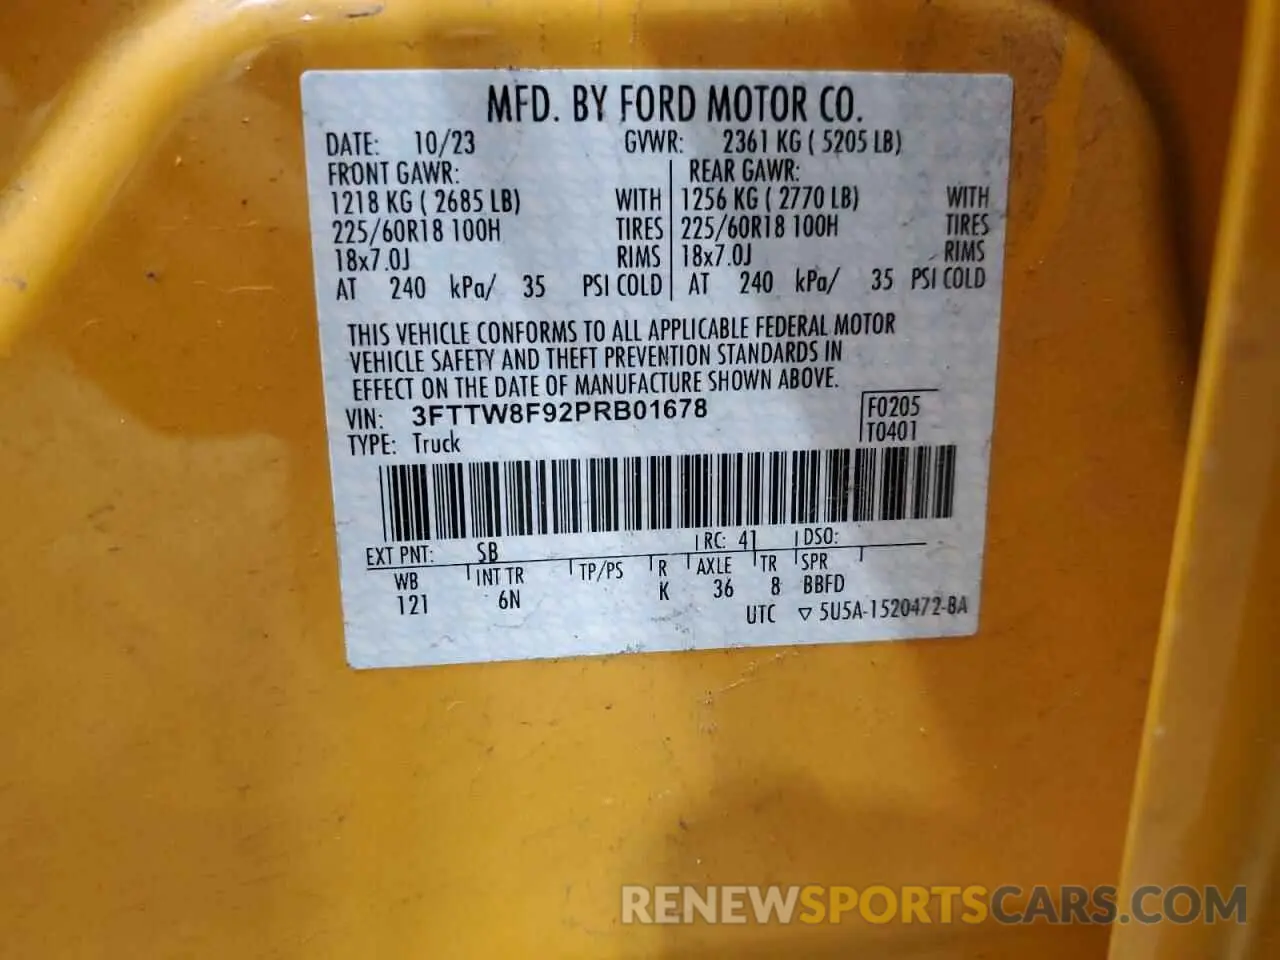 MFD. BY FORD MOTOR CO.
DATE: 10/23 GVWR: 2361 KG ( 5205 LB)
FRONT GAWR: REAR GAWR:
1218 KG ( 2685 LB) WITH 1256 KG ( 2770 LB) WITH
225/60R18 100H TIRES 225/60R18 100H TIRES
18x7.0J RIMS 18x7.0J RIMS
AT 240 kPa/ 35 PSI COLD AT 240 kPa/ 35 PSI COLD
THIS VEHICLE CONFORMS TO ALL APPLICABLE FEDERAL MOTOR
VEHICLE SAFETY AND THEFT PREVENTION STANDARDS IN
EFFECT ON THE DATE OF MANUFACTURE SHOWN ABOVE.
VIN: 3FTTW8F92PRB01678 F0205
TYPE: Truck T0401
EXT PNT: SB RC: 41 DSO:
WB INT TR TP/PS R AXLE TR SPR
121 6N K 36 8 BBFD
UTC ▽ 5U5A-1520472-BA
RENEWSPORTSCARS.COM